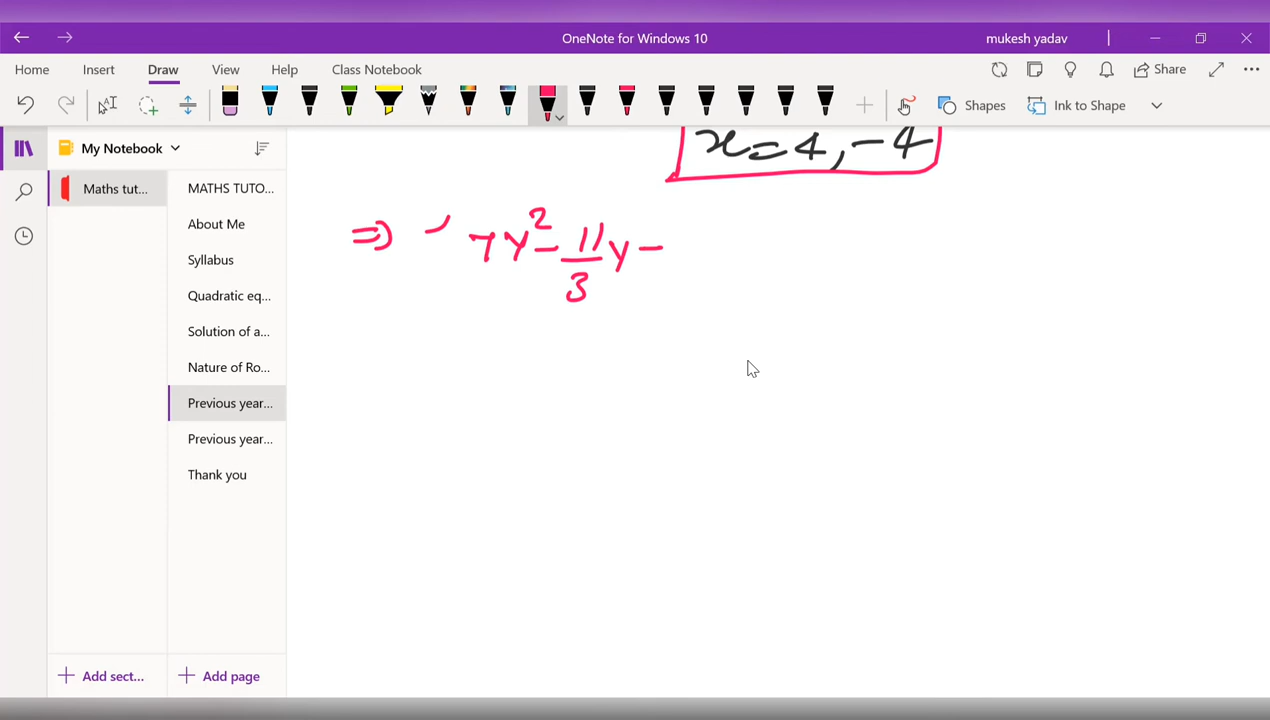 OneNote for Windows 10
mukesh yadav
Home Insert Draw View Help Class Notebook
Share
Shapes
Ink to Shape
My Notebook
Maths tut...
MATHS TUTO...
About Me
Syllabus
Quadratic eq...
Solution of a...
Nature of Ro...
Previous year...
Previous year...
Thank you
Add sect...
Add page
x=4,-4
⇒ 7y²-11/3y-